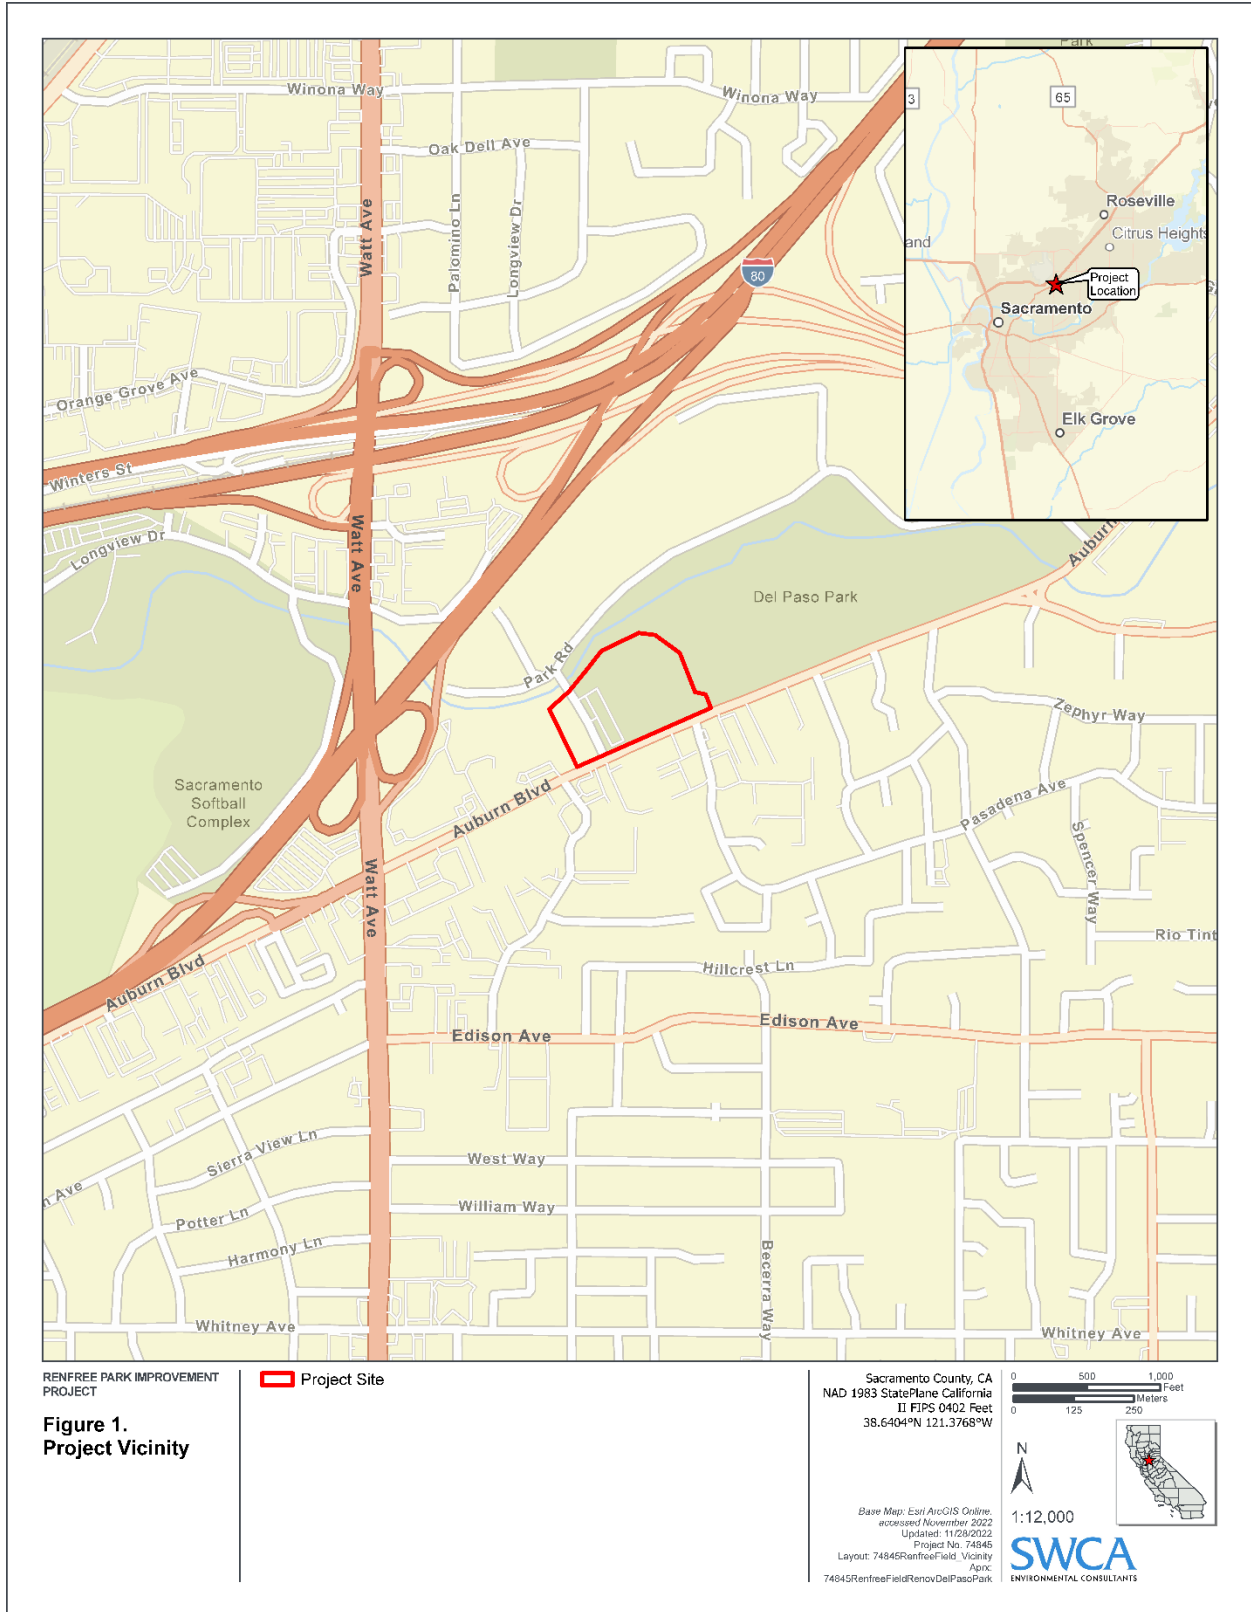 Park
Winona Way
Winona Way
Oak Dell Ave
Watt Ave
Palomino Ln
Longview Dr
80
3
65
Roseville
Citrus Heights
and
Project
Location
Sacramento
Elk Grove
Orange Grove Ave
Winters St
Longview Dr
Watt Ave
Auburn
Del Paso Park
Park Rd
Zephyr Way
Sacramento
Softball
Complex
Auburn Blvd
Pasadena Ave
Spencer Way
Watt Ave
Rio Tint
Hillcrest Ln
Auburn Blvd
Edison Ave
Edison Ave
Sierra View Ln
West Way
n Ave
William Way
Potter Ln
Harmony Ln
Becerra Way
Whitney Ave
Whitney Ave
RENFREE PARK IMPROVEMENT
PROJECT
Figure 1.
Project Vicinity
Project Site
Sacramento County, CA
NAD 1983 StatePlane California
II FIPS 0402 Feet
38.6404°N 121.3768°W
Base Map: Esri ArcGIS Online,
accessed November 2022
Updated: 11/28/2022
Project No. 74845
Layout: 74845RenfreeField_Vicinity
Aprx:
74845RenfreeFieldRenovDelPasoPark
0 500 1,000
Feet
Meters
0 125 250
N
1:12,000
SWCA
ENVIRONMENTAL CONSULTANTS